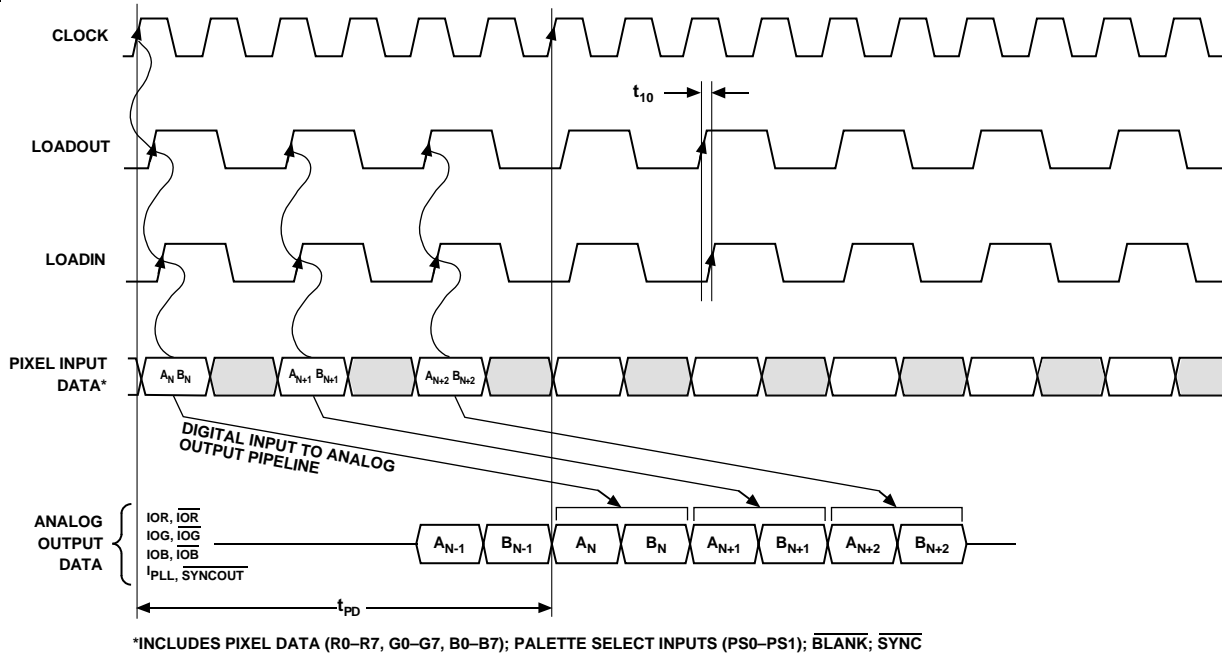 CLOCK
t10
LOADOUT
LOADIN
PIXEL INPUT
DATA*
AN BN
AN+1 BN+1
AN+2 BN+2
DIGITAL INPUT TO ANALOG
OUTPUT PIPELINE
ANALOG
OUTPUT
DATA
IOR, IOR
IOG, IOG
IOB, IOB
IPLL, SYNCOUT
AN-1
BN-1
AN
BN
AN+1
BN+1
AN+2
BN+2
tPD
*INCLUDES PIXEL DATA (R0–R7, G0–G7, B0–B7); PALETTE SELECT INPUTS (PS0–PS1); BLANK; SYNC